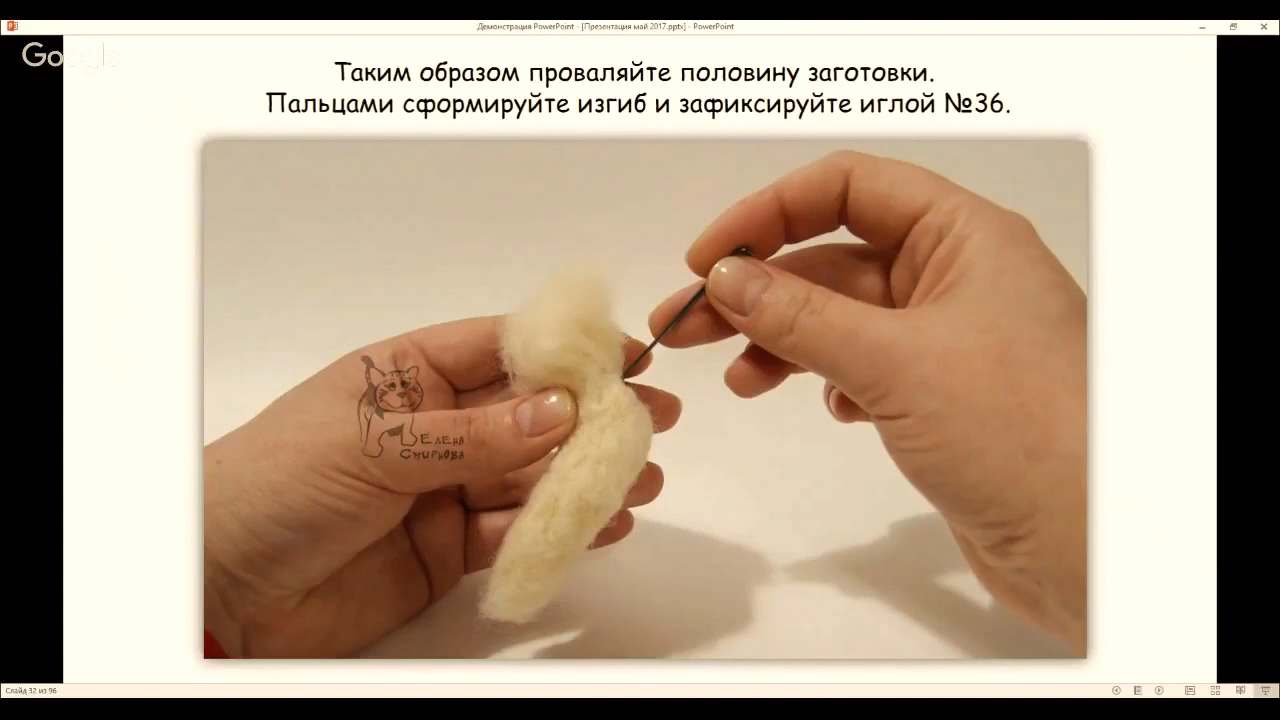 Демонстрация PowerPoint - [Презентация май 2017.pptx] - PowerPoint
Google
Таким образом проваляйте половину заготовки.
Пальцами сформируйте изгиб и зафиксируйте иглой №36.
Елена
Смирнова
Слайд 32 из 96